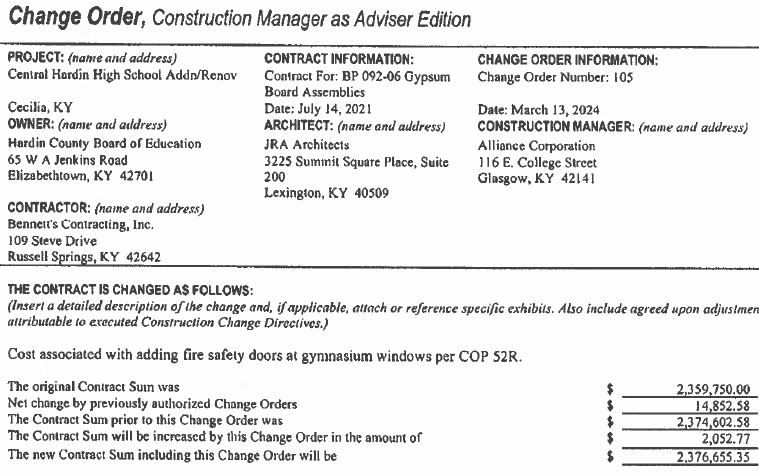 Change Order, Construction Manager as Adviser Edition
PROJECT: (name and address)
Central Hardin High School Addn/Renov
Cecilia, KY
OWNER: (name and address)
Hardin County Board of Education
65 W A Jenkins Road
Elizabethtown, KY 42701
CONTRACTOR: (name and address)
Bennett's Contracting, Inc.
109 Steve Drive
Russell Springs, KY 42642
CONTRACT INFORMATION:
Contract For: BP 092-06 Gypsum
Board Assemblies
Date: July 14, 2021
ARCHITECT: (name and address)
JRA Architects
3225 Summit Square Place, Suite
200
Lexington, KY 40509
CHANGE ORDER INFORMATION:
Change Order Number: 105
Date: March 13, 2024
CONSTRUCTION MANAGER: (name and address)
Alliance Corporation
116 E. College Street
Glasgow, KY 42141
THE CONTRACT IS CHANGED AS FOLLOWS:
(Insert a detailed description of the change and, if applicable, attach or reference specific exhibits. Also include agreed upon adjustmen
attributable to executed Construction Change Directives.)
Cost associated with adding fire safety doors at gymnasium windows per COP 52R.
The original Contract Sum was $ 2,359,750.00
Net change by previously authorized Change Orders $ 14,852.58
The Contract Sum prior to this Change Order was $ 2,374,602.58
The Contract Sum will be increased by this Change Order in the amount of $ 2,052.77
The new Contract Sum including this Change Order will be $ 2,376,655.35